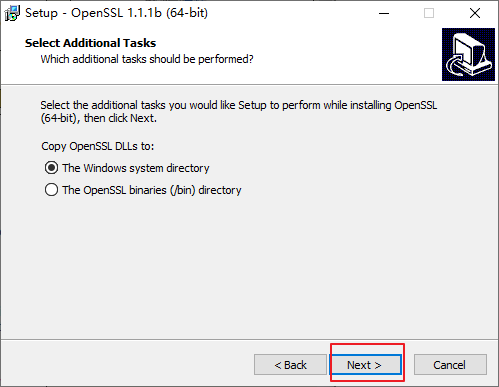 Setup - OpenSSL 1.1.1b (64-bit)
Select Additional Tasks
Which additional tasks should be performed?
Select the additional tasks you would like Setup to perform while installing OpenSSL
(64-bit), then click Next.
Copy OpenSSL DLLs to:
The Windows system directory
The OpenSSL binaries (/bin) directory
< Back
Next >
Cancel